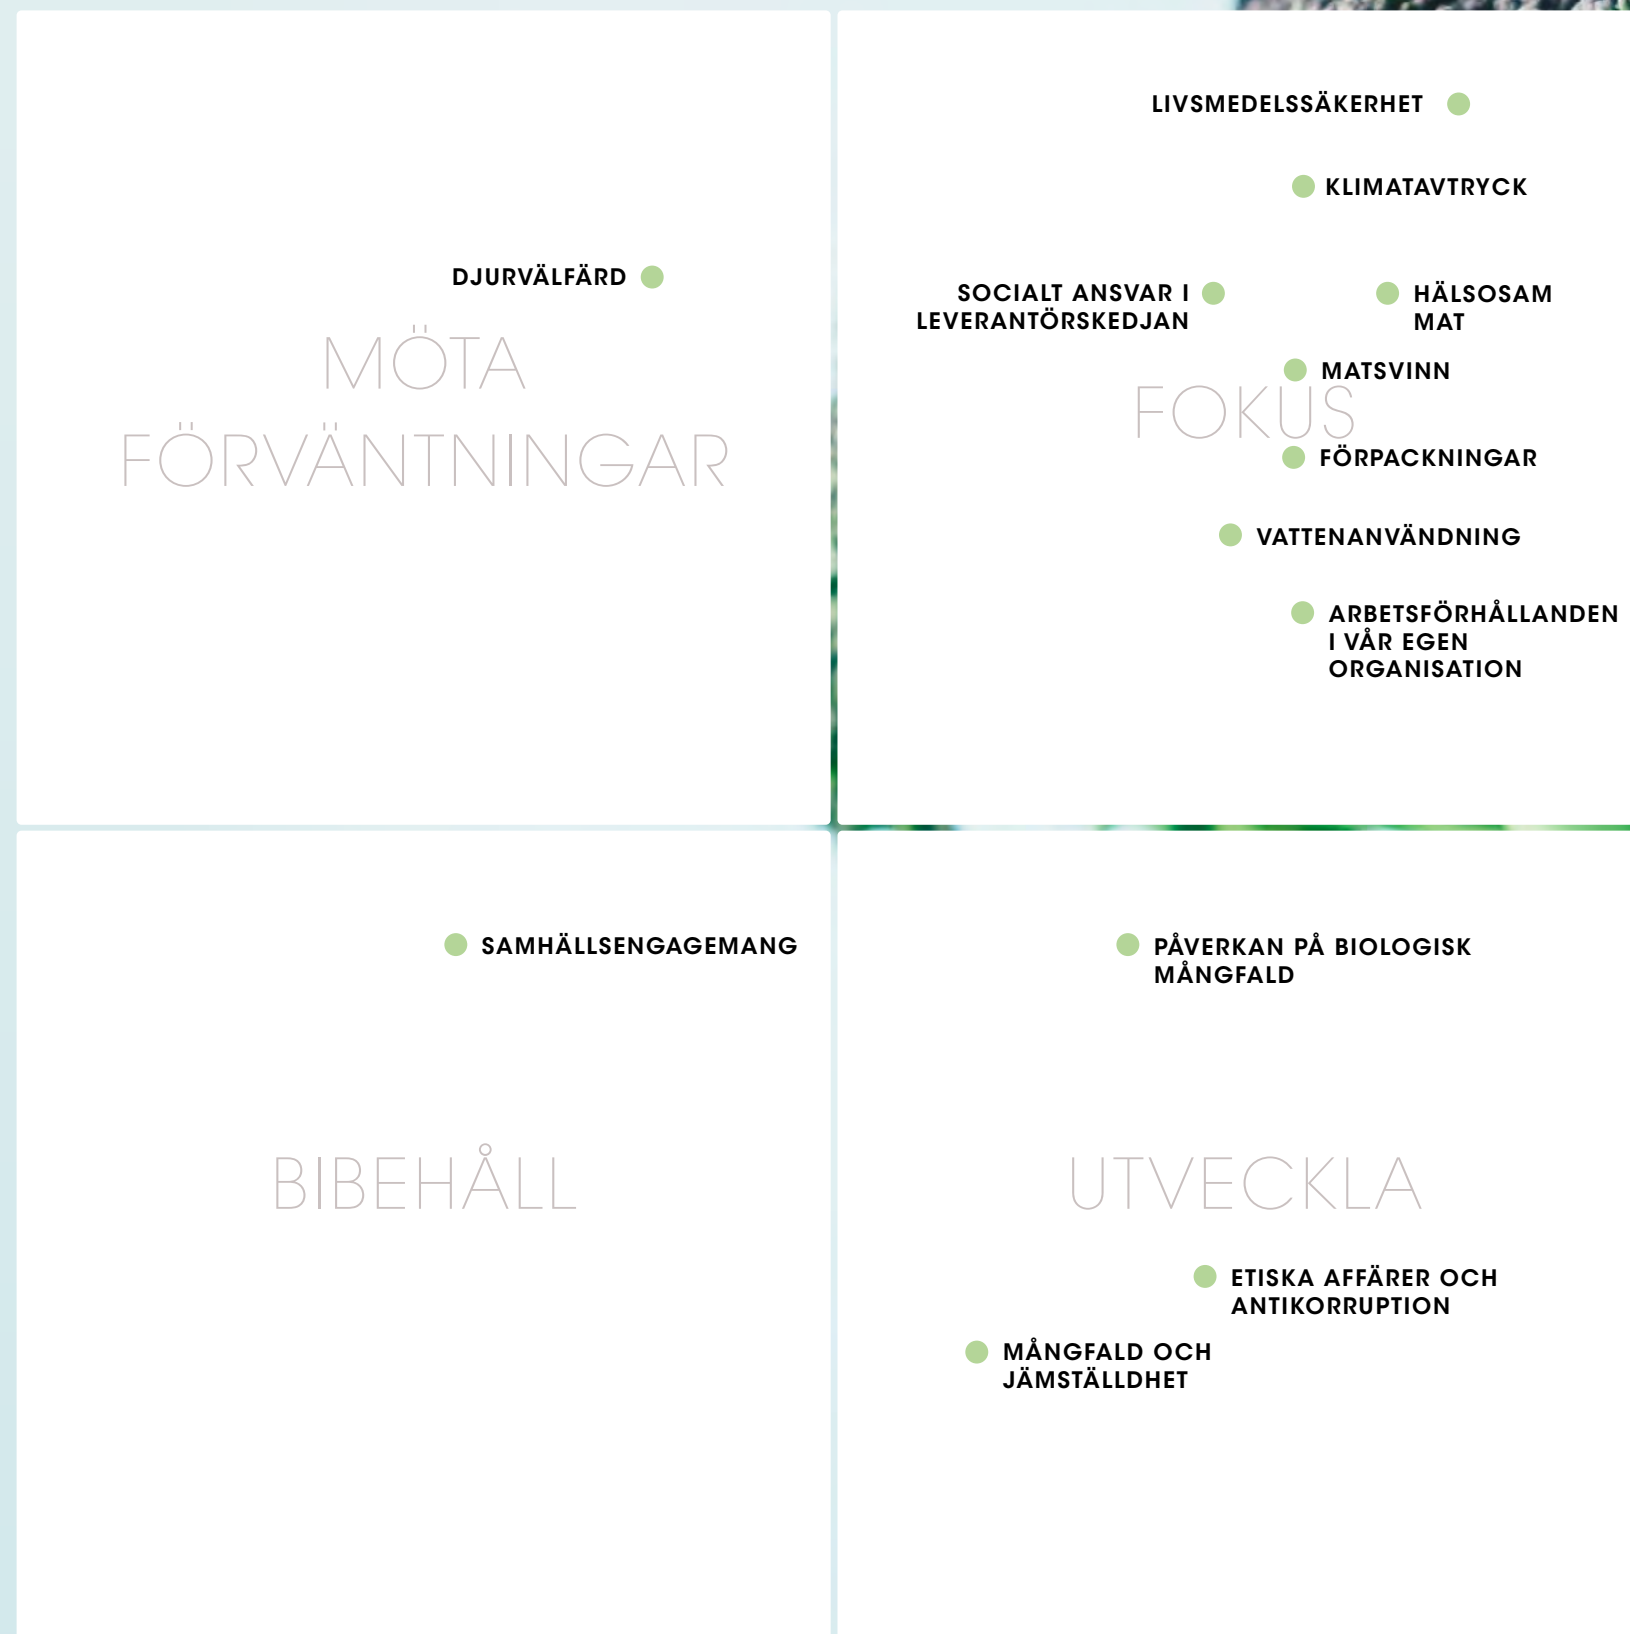 DJURVÄLFÄRD
MÖTA
FÖRVÄNTNINGAR
LIVSMEDELSSÄKERHET
KLIMATAVTRYCK
SOCIALT ANSVAR I
LEVERANTÖRSKEDJAN
HÄLSOSAM
MAT
MATSVINN
FOKUS
FÖRPACKNINGAR
VATTENANVÄNDNING
ARBETSFÖRHÅLLANDEN
I VÅR EGEN
ORGANISATION
SAMHÄLLSENGAGEMANG
BIBEHÅLL
PÅVERKAN PÅ BIOLOGISK
MÅNGFALD
UTVECKLA
ETISKA AFFÄRER OCH
ANTIKORRUPTION
MÅNGFALD OCH
JÄMSTÄLLDHET